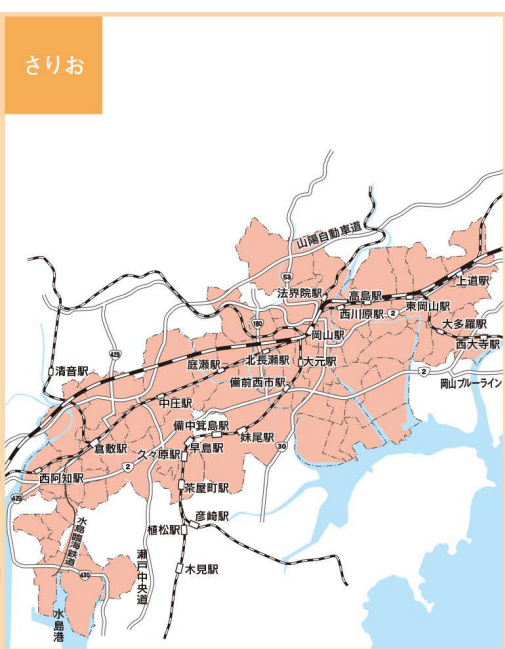 さりお
山陽自動車道
53
法界院駅
高島駅
上道駅
西川原駅
2
東岡山駅
180
大多羅駅
岡山駅
西大寺駅
425
北長瀬駅
大元駅
庭瀬駅
清音駅
備前西市駅
2
岡山ブルーライン
中庄駅
備中箕島駅
妹尾駅
30
倉敷駅
久々原駅
早島駅
2
西阿知駅
茶屋町駅
429
水島臨海鉄道
植松駅
彦崎駅
瀬戸中央道
木見駅
430
水島港